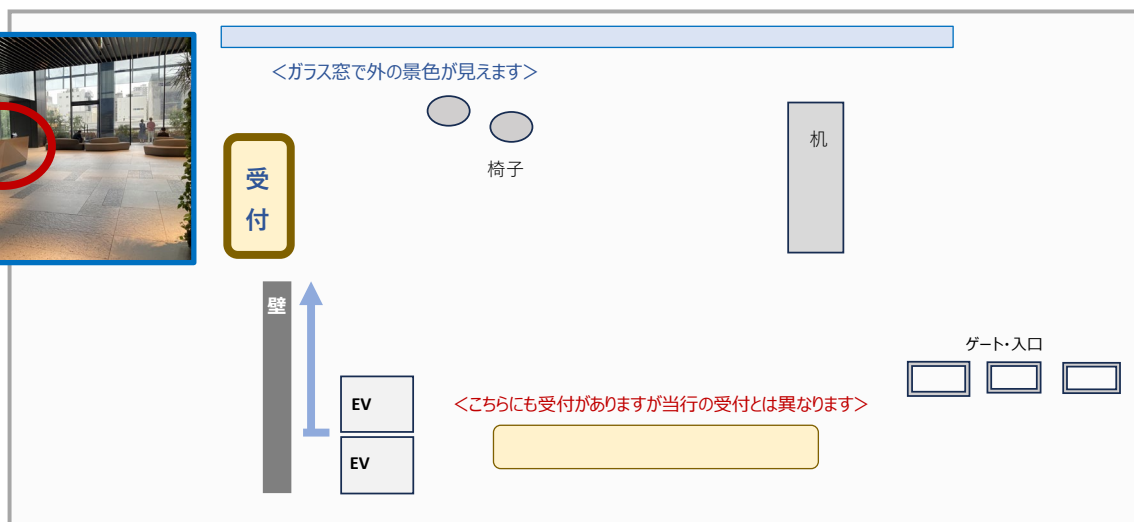 <ガラス窓で外の景色が見えます>
椅子
机
受
付
壁
ゲート・入口
EV
<こちらにも受付がありますが当行の受付とは異なります>
EV